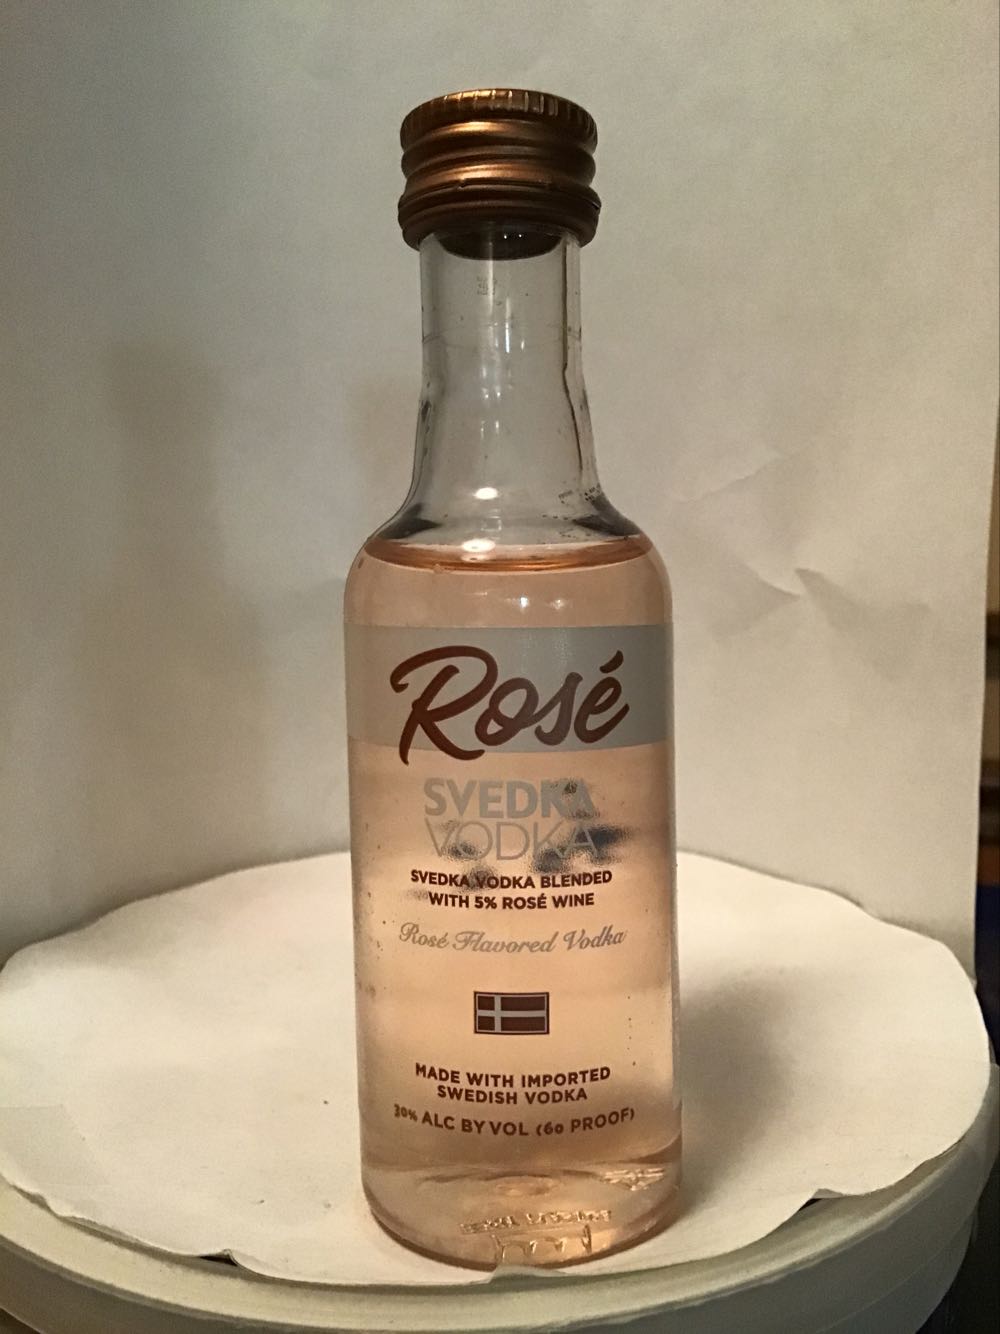 Rosé
SVEDKA
VODKA
SVEDKA VODKA BLENDED
WITH 5% ROSÉ WINE
Rosé Flavored Vodka
MADE WITH IMPORTED
SWEDISH VODKA
30% ALC BY VOL (60 PROOF)